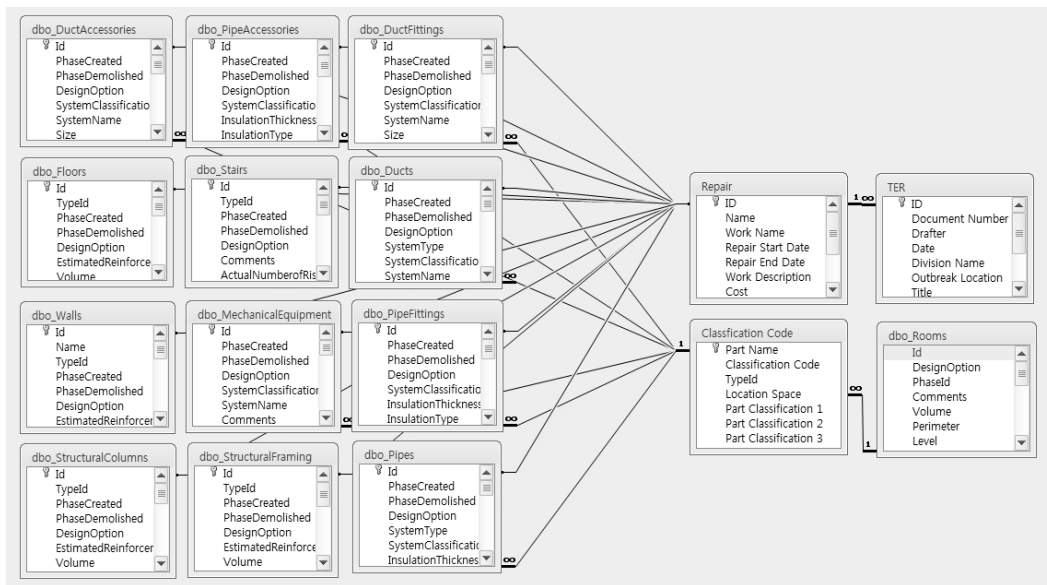 dbo_DuctAccessories
Id
PhaseCreated
PhaseDemolished
DesignOption
SystemClassificatio
SystemName
Size
dbo_PipeAccessories
Id
PhaseCreated
PhaseDemolished
DesignOption
SystemClassificatio
InsulationThickness
InsulationType
dbo_DuctFittings
Id
PhaseCreated
PhaseDemolished
DesignOption
SystemClassificatio
SystemName
Size
dbo_Floors
Id
TypeId
PhaseCreated
PhaseDemolished
DesignOption
EstimatedReinforce
Volume
dbo_Stairs
Id
TypeId
PhaseCreated
PhaseDemolished
DesignOption
Comments
ActualNumberofRis
dbo_Ducts
Id
PhaseCreated
PhaseDemolished
DesignOption
SystemType
SystemClassificatio
SystemName
Repair
ID
Name
Work Name
Repair Start Date
Repair End Date
Work Description
Cost
TER
ID
Document Number
Drafter
Date
Division Name
Outbreak Location
Title
dbo_Walls
Id
Name
TypeId
PhaseCreated
PhaseDemolished
DesignOption
EstimatedReinforcer
dbo_MechanicalEquipment
Id
PhaseCreated
PhaseDemolished
DesignOption
SystemClassification
SystemName
Comments
dbo_PipeFittings
Id
PhaseCreated
PhaseDemolished
DesignOption
SystemClassificatio
InsulationThickness
InsulationType
Classfication Code
Part Name
Classification Code
TypeId
Location Space
Part Classification 1
Part Classification 2
Part Classification 3
dbo_Rooms
Id
DesignOption
PhaseId
Comments
Volume
Perimeter
Level
dbo_StructuralColumns
Id
TypeId
PhaseCreated
PhaseDemolished
DesignOption
EstimatedReinforcer
Volume
dbo_StructuralFraming
Id
TypeId
PhaseCreated
PhaseDemolished
DesignOption
EstimatedReinforce
Volume
dbo_Pipes
Id
PhaseCreated
PhaseDemolished
DesignOption
SystemType
SystemClassificatio
InsulationThicknes
∞
∞
∞
∞
∞
∞
∞
1 ∞
1
∞
1